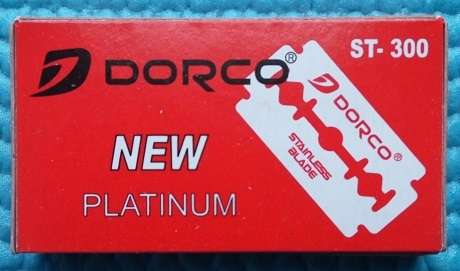 DORCO®
ST- 300
NEW
PLATINUM
DORCO®
STAINLESS
BLADE